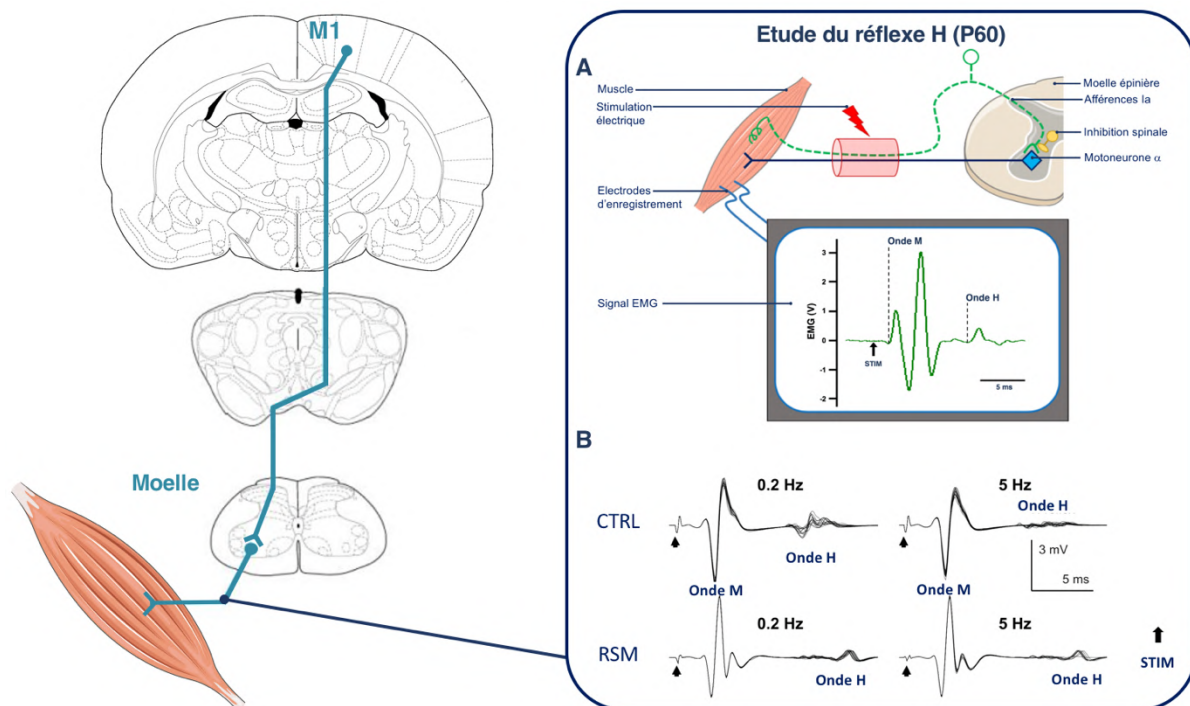 M1
Moelle
Etude du réflexe H (P60)
A
Muscle
Stimulation
électrique
Electrodes
d'enregistrement
Signal EMG
Moelle épinière
Afférences Ia
Inhibition spinale
Motoneurone α
Onde M
Onde H
EMG (V)
3
2
1
0
-1
-2
STIM
5 ms
B
0.2 Hz
5 Hz
CTRL
Onde H
Onde H
Onde M
Onde M
3 mV
5 ms
0.2 Hz
5 Hz
RSM
Onde H
Onde H
STIM